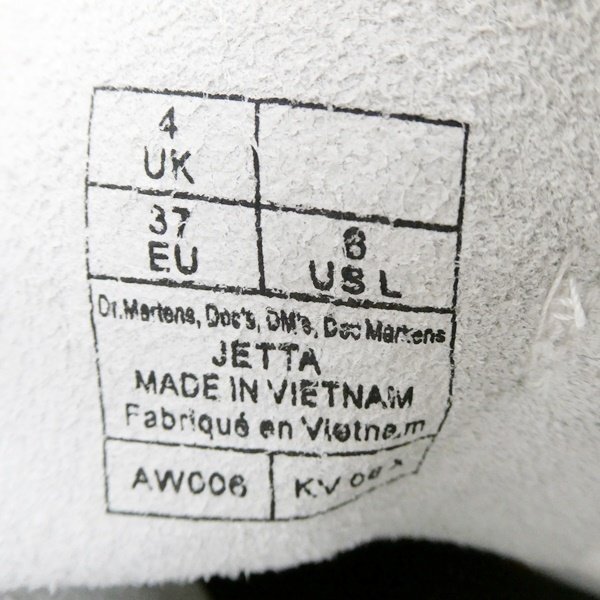 4
UK
37
EU
6
US L
Dr.Martens, Doc's, DM's, Doc Martens
JETTA
MADE IN VIETNAM
Fabriqué en Vietnam
AW006
KV